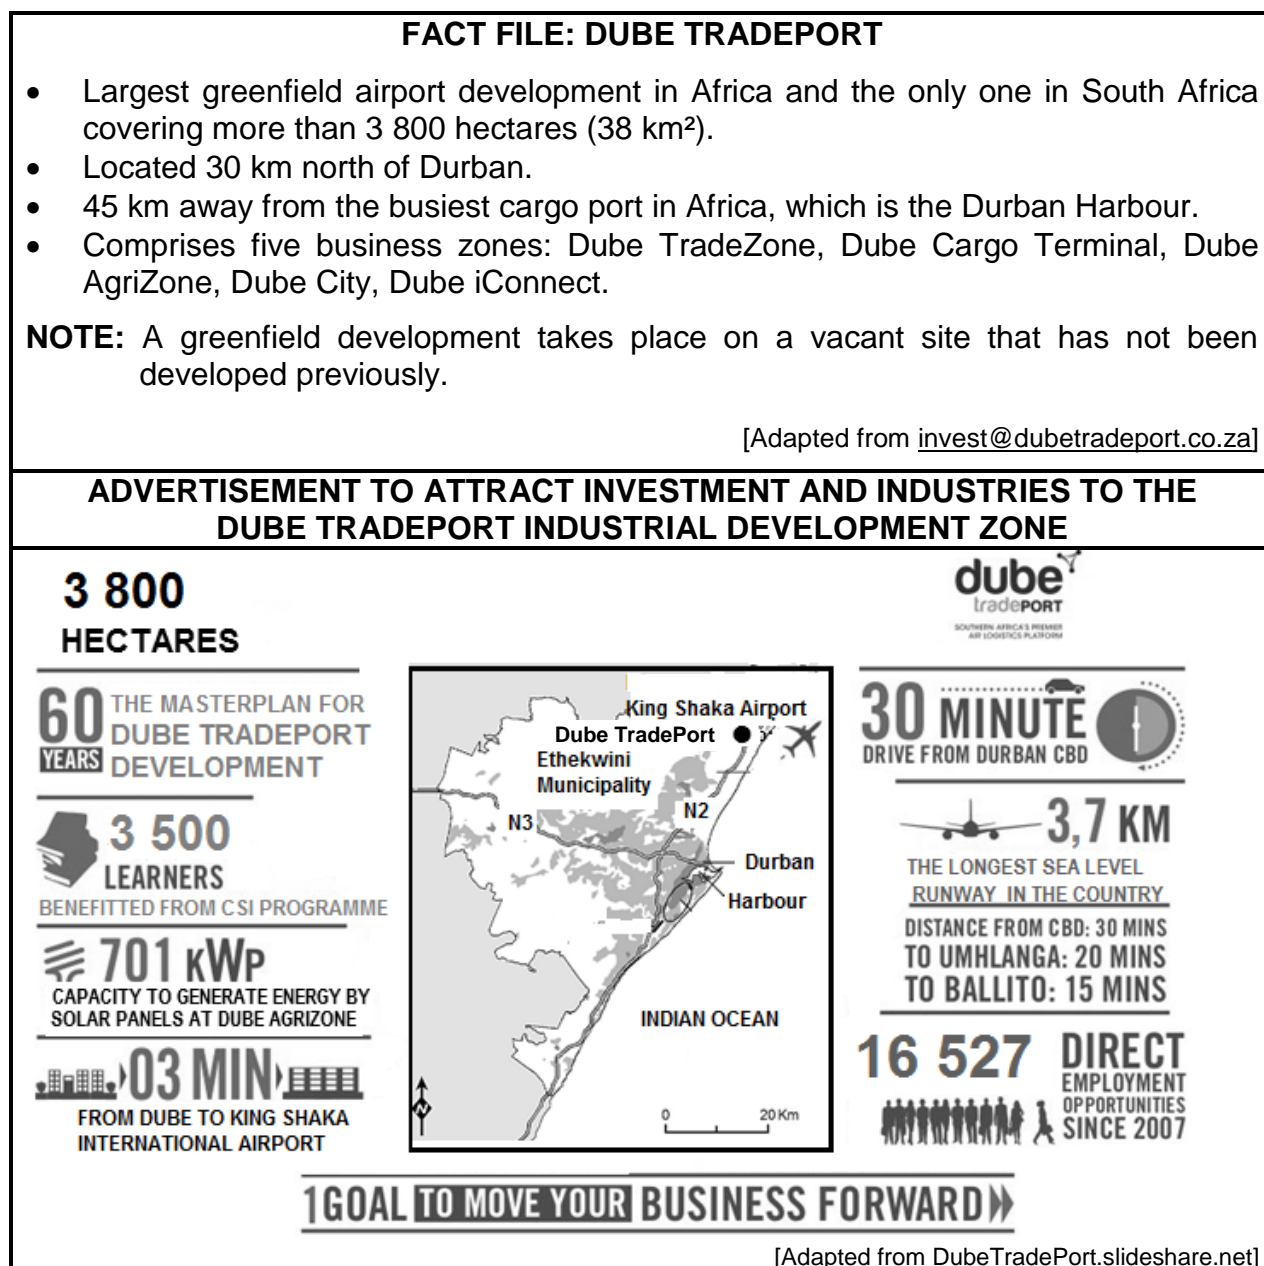 FACT FILE: DUBE TRADEPORT
• Largest greenfield airport development in Africa and the only one in South Africa
covering more than 3 800 hectares (38 km²).
• Located 30 km north of Durban.
• 45 km away from the busiest cargo port in Africa, which is the Durban Harbour.
• Comprises five business zones: Dube TradeZone, Dube Cargo Terminal, Dube
AgriZone, Dube City, Dube iConnect.
NOTE: A greenfield development takes place on a vacant site that has not been
developed previously.
[Adapted from invest@dubetradeport.co.za]
ADVERTISEMENT TO ATTRACT INVESTMENT AND INDUSTRIES TO THE
DUBE TRADEPORT INDUSTRIAL DEVELOPMENT ZONE
3 800
HECTARES
60
YEARS
THE MASTERPLAN FOR
DUBE TRADEPORT
DEVELOPMENT
3 500
LEARNERS
BENEFITTED FROM CSI PROGRAMME
701 KWP
CAPACITY TO GENERATE ENERGY BY
SOLAR PANELS AT DUBE AGRIZONE
03 MIN
FROM DUBE TO KING SHAKA
INTERNATIONAL AIRPORT
King Shaka Airport
Dube TradePort
Ethekwini
Municipality
N3
N2
Durban
Harbour
INDIAN OCEAN
N
0 20 Km
dube
tradePORT
SOUTHERN AFRICA'S PREMIER
AIR LOGISTICS PLATFORM
30 MINUTE
DRIVE FROM DURBAN CBD
3,7 KM
THE LONGEST SEA LEVEL
RUNWAY IN THE COUNTRY
DISTANCE FROM CBD: 30 MINS
TO UMHLANGA: 20 MINS
TO BALLITO: 15 MINS
16 527
DIRECT
EMPLOYMENT
OPPORTUNITIES
SINCE 2007
1 GOAL TO MOVE YOUR BUSINESS FORWARD
[Adapted from DubeTradePort.slideshare.net]